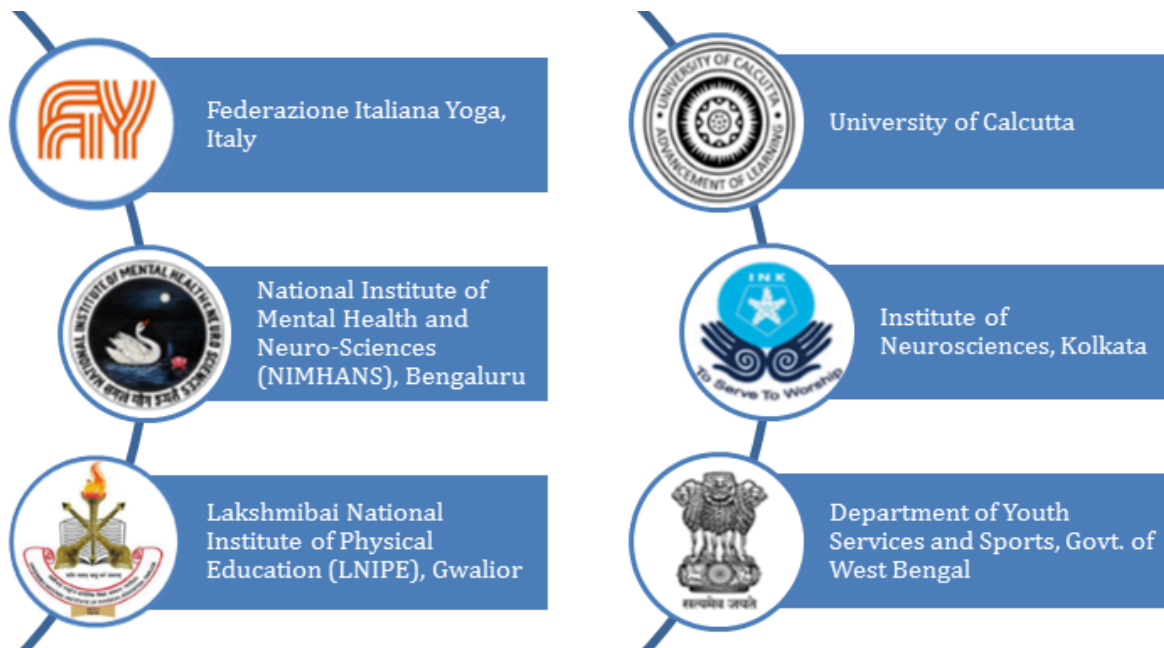 FIY
Federazione Italiana Yoga,
Italy
NATIONAL INSTITUTE OF MENTAL HEALTH & NEURO SCIENCES
National Institute of
Mental Health and
Neuro-Sciences
(NIMHANS), Bengaluru
Lakshmibai National
Institute of Physical
Education (LNIPE), Gwalior
UNIVERSITY OF CALCUTTA
ADVANCEMENT OF LEARNING
University of Calcutta
INK
To Serve To Worship
Institute of
Neurosciences, Kolkata
सत्यमेव जयते
Department of Youth
Services and Sports, Govt. of
West Bengal